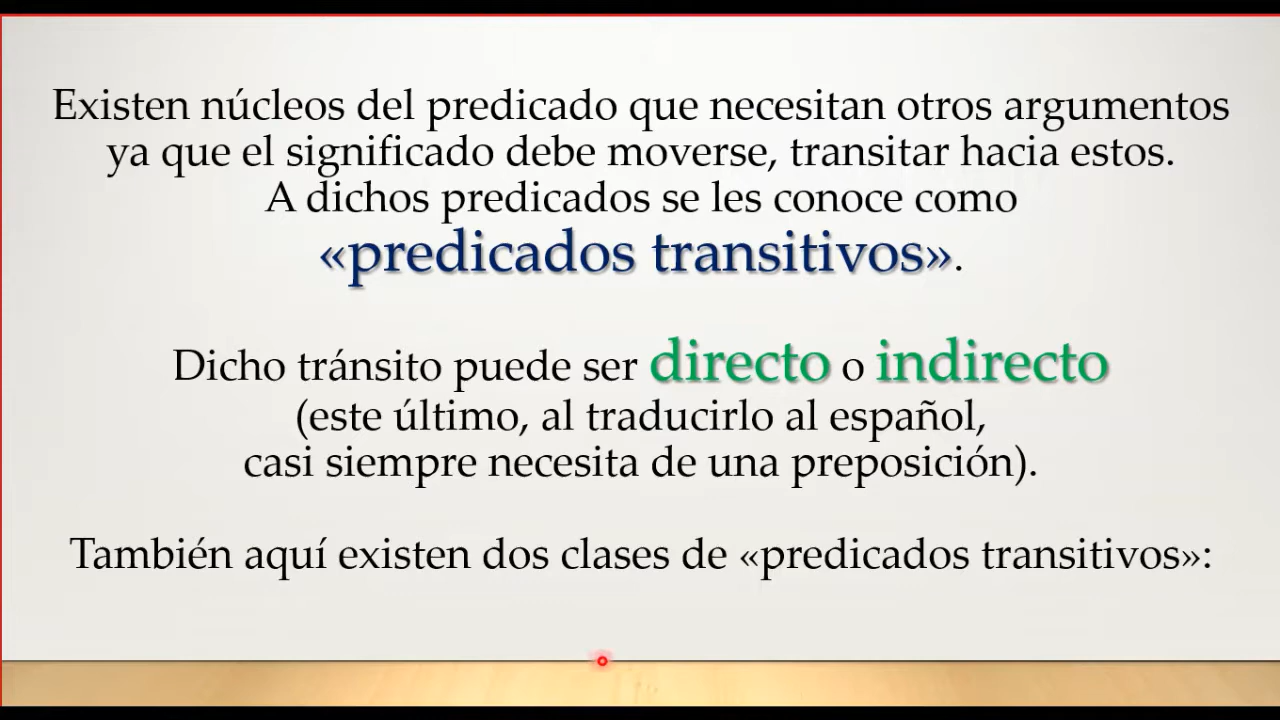 Existen núcleos del predicado que necesitan otros argumentos
ya que el significado debe moverse, transitar hacia estos.
A dichos predicados se les conoce como
«predicados transitivos».
Dicho tránsito puede ser directo o indirecto
(este último, al traducirlo al español,
casi siempre necesita de una preposición).
También aquí existen dos clases de «predicados transitivos»: